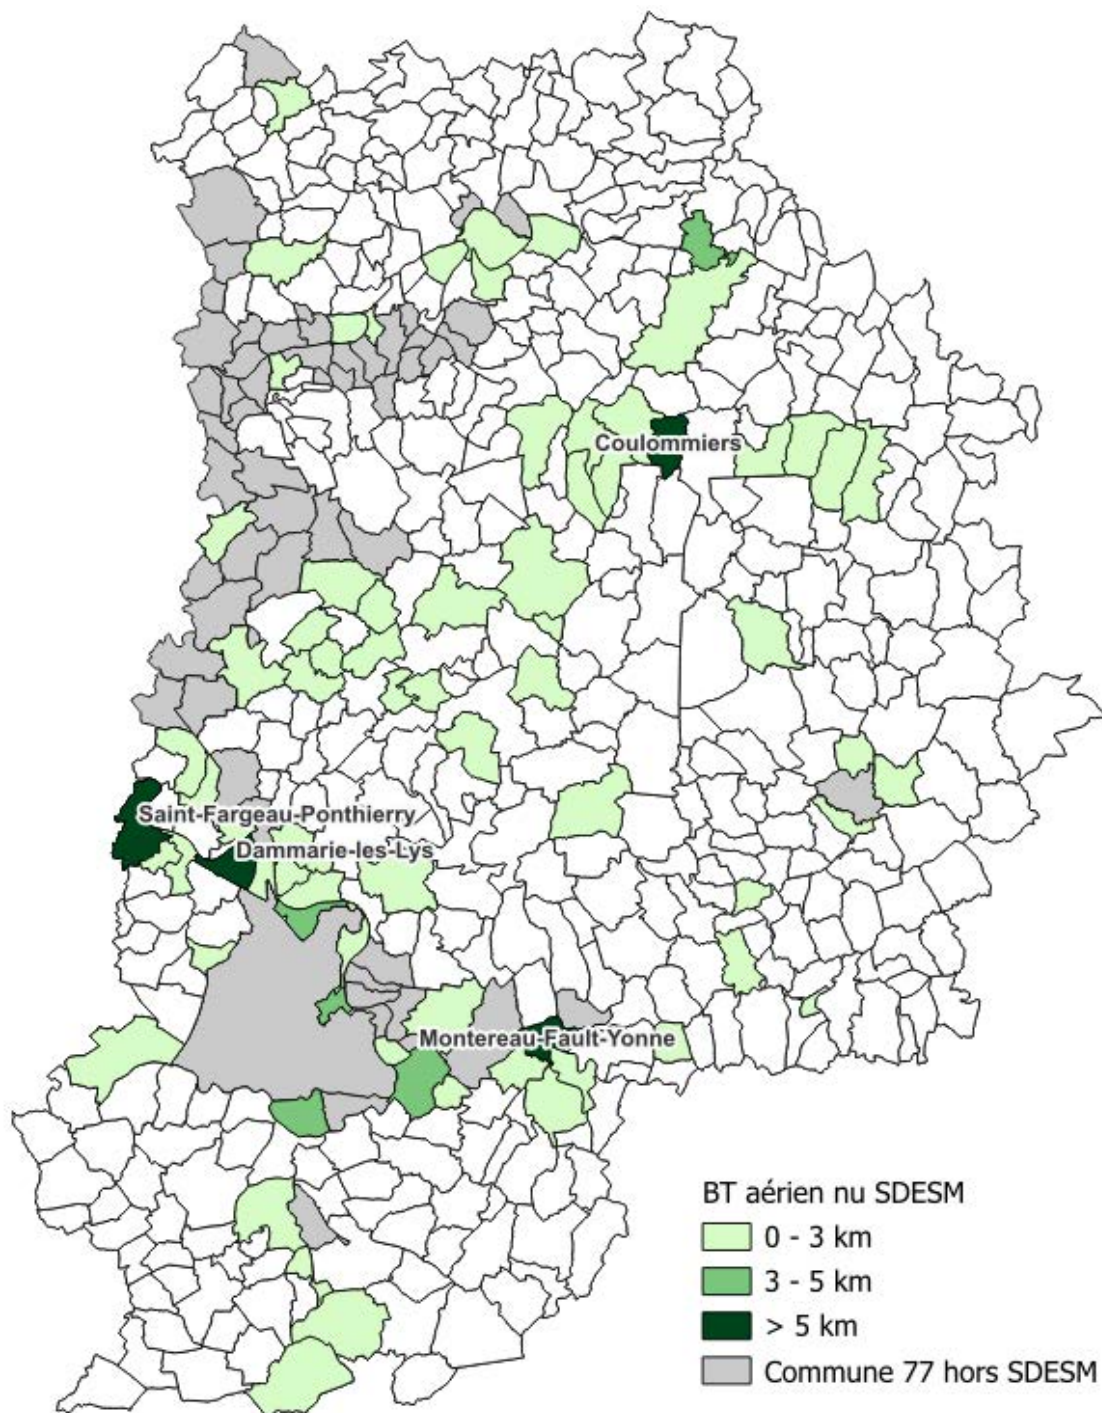 Coulommiers
Saint-Fargeau-Ponthierry
Dammarie-les-Lys
Montereau-Fault-Yonne
BT aérien nu SDESM
0 - 3 km
3 - 5 km
> 5 km
Commune 77 hors SDESM